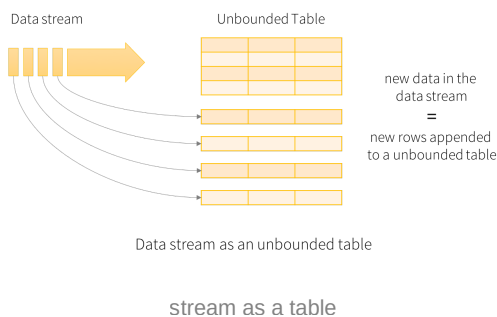 Data stream
Unbounded Table
new data in the
data stream
=
new rows appended
to a unbounded table
Data stream as an unbounded table
stream as a table